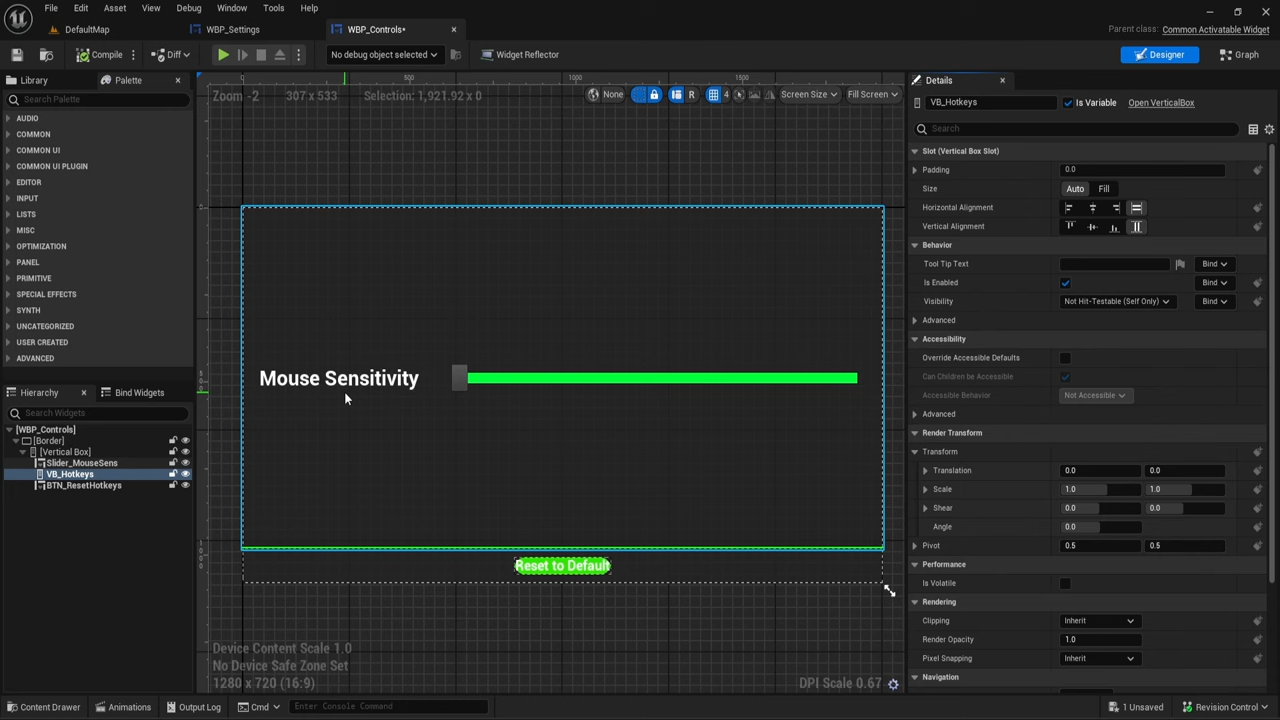 File Edit Asset View Debug Window Tools Help
DefaultMap WBP_Settings WBP_Controls•
Parent class: Common Activatable Widget
Compile Diff No debug object selected Widget Reflector Designer Graph
Library Palette
Search Palette
AUDIO
COMMON
COMMON UI
COMMON UI PLUGIN
EDITOR
INPUT
LISTS
MISC
OPTIMIZATION
PANEL
PRIMITIVE
SPECIAL EFFECTS
SYNTH
UNCATEGORIZED
USER CREATED
ADVANCED
Hierarchy Bind Widgets
Search Widgets
[WBP_Controls]
[Border]
[Vertical Box]
Slider_MouseSens
VB_Hotkeys
BTN_ResetHotkeys
0 500 1000 1500
Zoom -2 307 x 533 Selection: 1,921.92 x 0 None R 4 Screen Size Fill Screen
Mouse Sensitivity
Reset to Default
Device Content Scale 1.0
No Device Safe Zone Set
1280 x 720 (16:9)
DPI Scale 0.67
Details
VB_Hotkeys Is Variable Open VerticalBox
Search
Slot (Vertical Box Slot)
Padding 0.0
Size Auto Fill
Horizontal Alignment
Vertical Alignment
Behavior
Tool Tip Text Bind
Is Enabled Bind
Visibility Not Hit-Testable (Self Only) Bind
Advanced
Accessibility
Override Accessible Defaults
Can Children be Accessible
Accessible Behavior Not Accessible
Advanced
Render Transform
Transform
Translation 0.0 0.0
Scale 1.0 1.0
Shear 0.0 0.0
Angle 0.0
Pivot 0.5 0.5
Performance
Is Volatile
Rendering
Clipping Inherit
Render Opacity 1.0
Pixel Snapping Inherit
Navigation
Content Drawer Animations Output Log Cmd Enter Console Command 1 Unsaved Revision Control